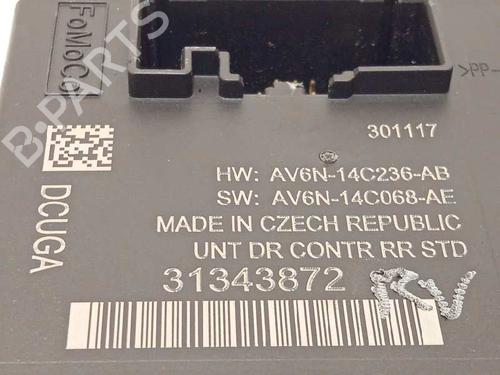 FoMoCo
B-PARTS
>PP-
301117
HW: AV6N-14C236-AB
SW: AV6N-14C068-AE
DCUGA
MADE IN CZECH REPUBLIC
UNT DR CONTR RR STD
31343872